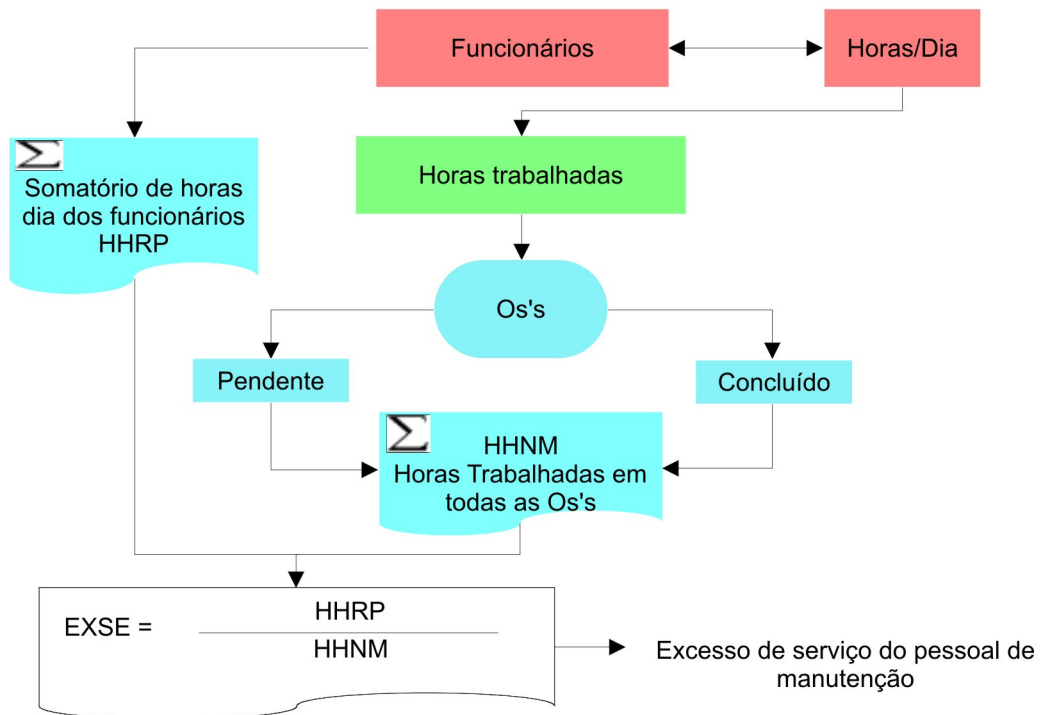 Funcionários
Horas/Dia
Σ
Somatório de horas
dia dos funcionários
HHRP
Horas trabalhadas
Os's
Pendente
Concluído
Σ
HHNM
Horas Trabalhadas em
todas as Os's
EXSE =
HHRP
HHNM
Excesso de serviço do pessoal de
manutenção